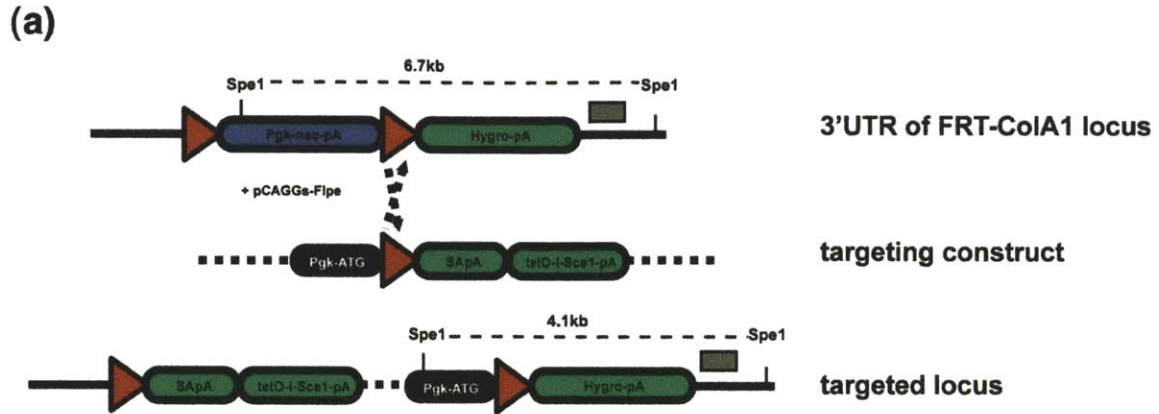 (a)
6.7kb
Spe1 Spe1
Pgk-neo-pA Hygro-pA
3'UTR of FRT-ColA1 locus
+ pCAGGs-Flpe
Pgk-ATG SApA tetO-I-Sce1-pA
targeting construct
4.1kb
Spe1 Spe1
SApA tetO-I-Sce1-pA Pgk-ATG Hygro-pA
targeted locus